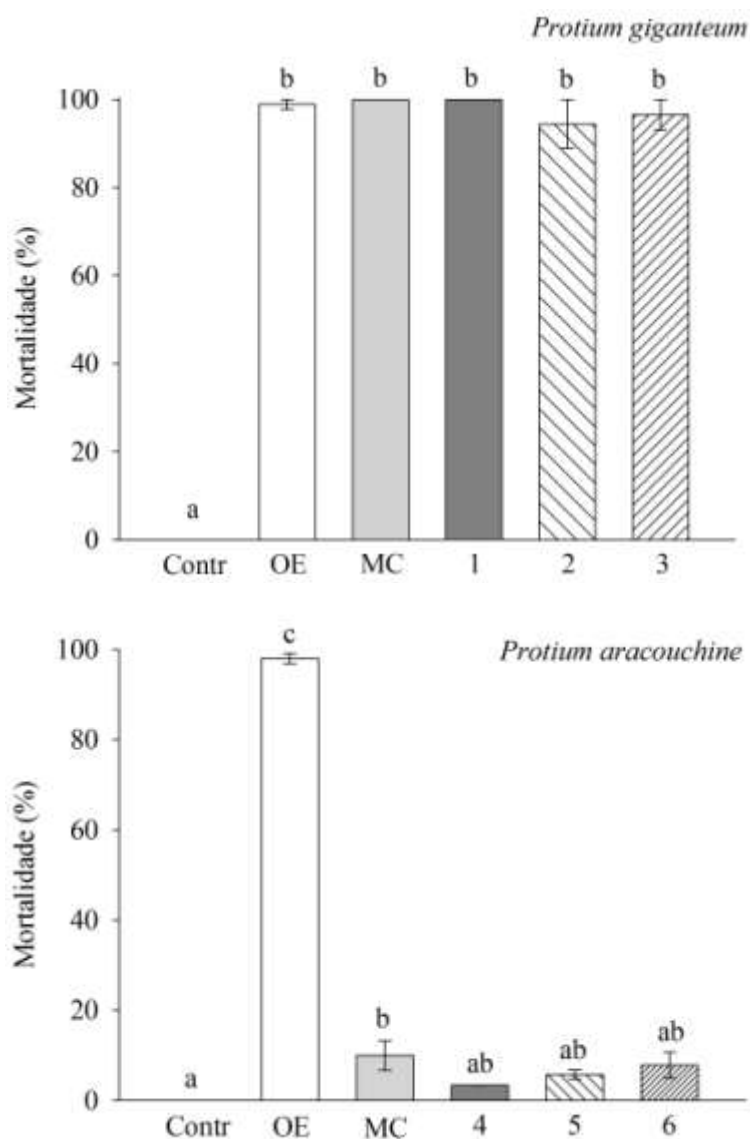 Protium giganteum
b b b b b
100
80
60
40
20
0
Mortalidade (%)
a
Contr OE MC 1 2 3
Protium aracouchine
c
100
80
60
40
20
0
Mortalidade (%)
a b ab ab ab
Contr OE MC 4 5 6